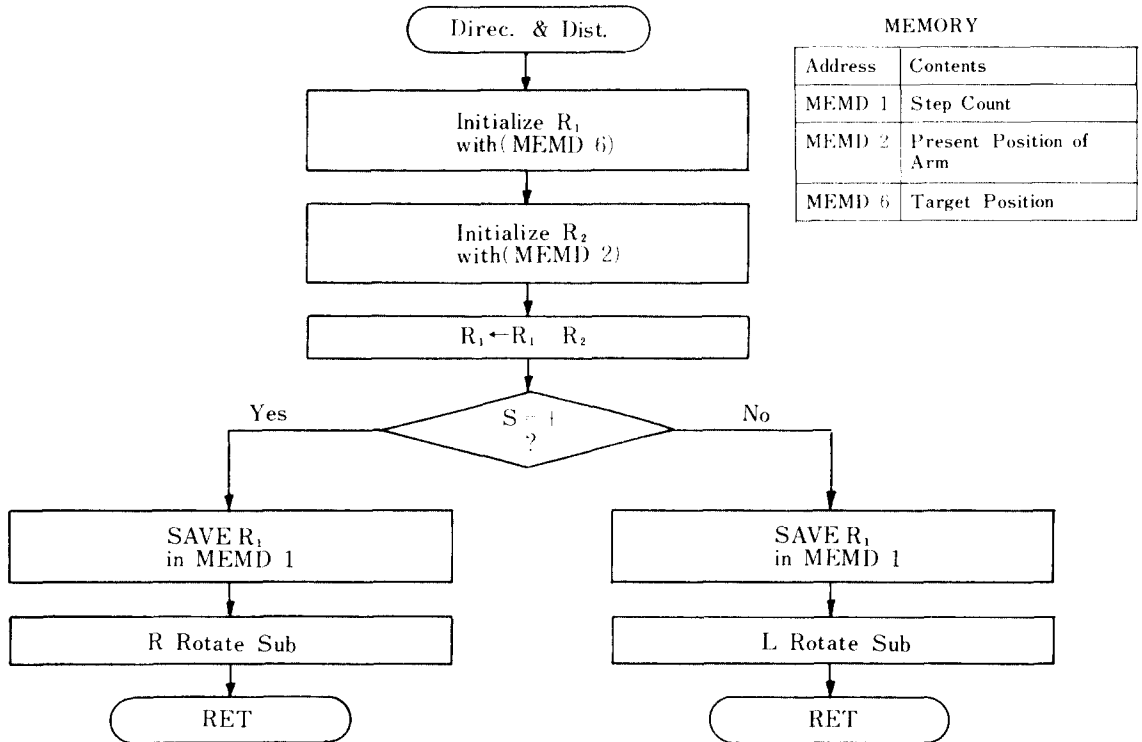 Direc. & Dist.
MEMORY
Address Contents
MEMD 1 Step Count
MEMD 2 Present Position of
Arm
MEMD 6 Target Position
Initialize R₁
with(MEMD 6)
Initialize R₂
with(MEMD 2)
R₁←R₁ R₂
S
?
Yes
No
SAVE R₁
in MEMD 1
SAVE R₁
in MEMD 1
R Rotate Sub
L Rotate Sub
RET
RET